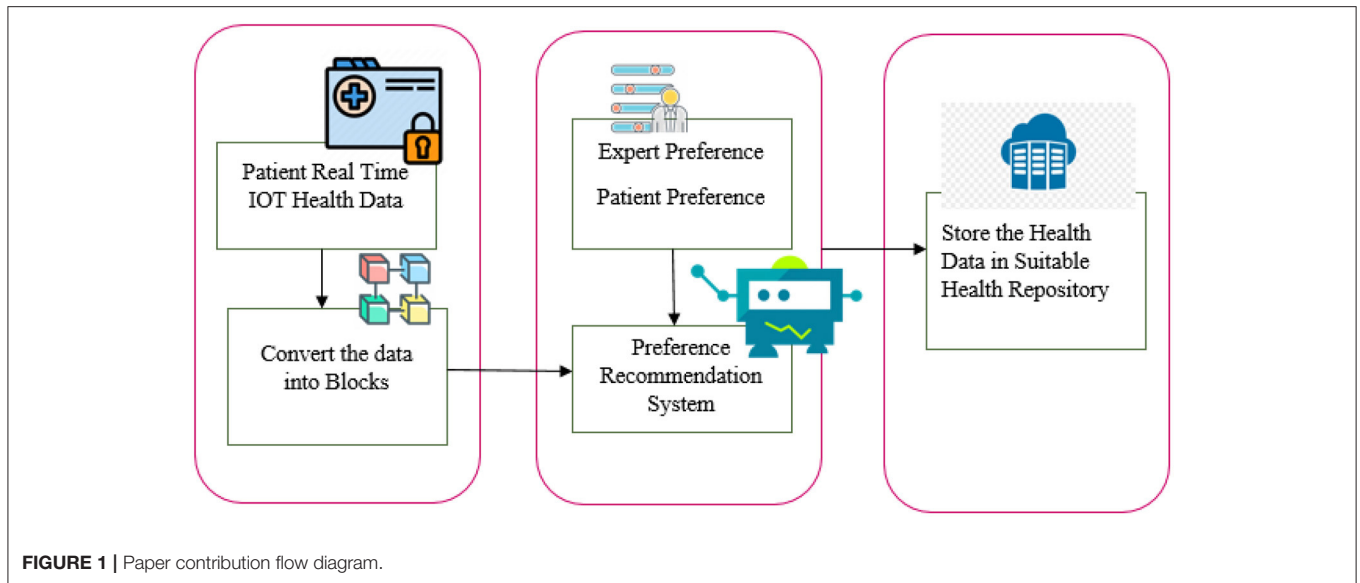 Patient Real Time
IOT Health Data
Convert the data
into Blocks
Expert Preference
Patient Preference
Preference
Recommendation
System
Store the Health
Data in Suitable
Health Repository
FIGURE 1 | Paper contribution flow diagram.